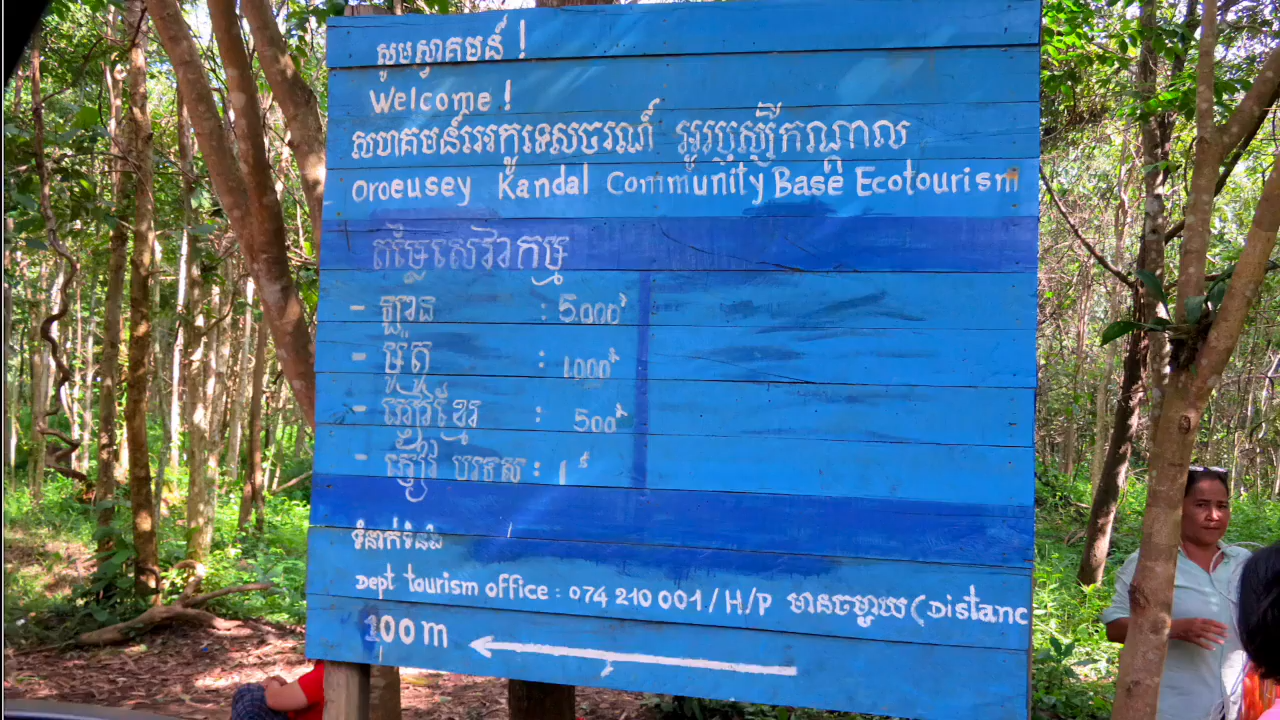 សូមស្វាគមន៍ !
Welcome !
សហគមន៍អេកូទេសចរណ៍ អូរឫស្សីកណ្តាល
Oroeusey Kandal Community Base Ecotourism
តម្លៃសេវាកម្ម
- ឡាន : 5.000៛
- ម៉ូតូ : 1000៛
- ភ្ញៀវខ្មែរ : 500៛
- ភ្ញៀវ បរទេស : 1$
ទំនាក់ទំនង
Dept tourism office : 074 210 001 / H/P មានចម្ងាយ (Distanc
100 m